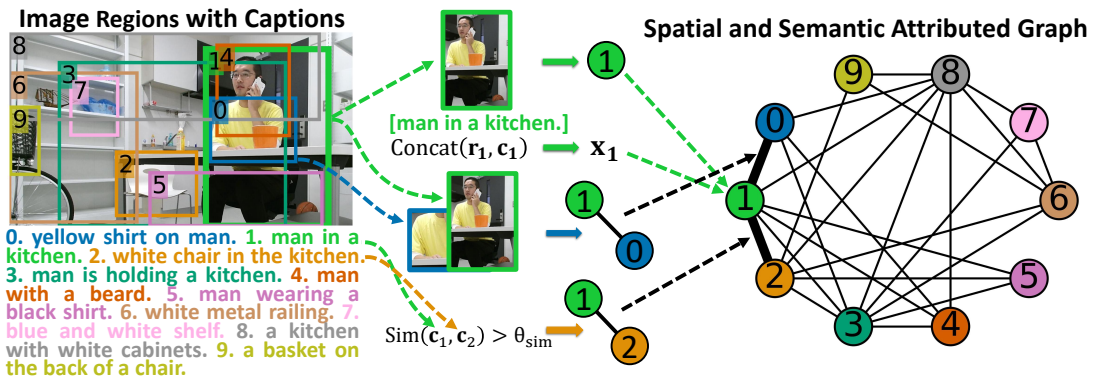 Image Regions with Captions
8
6
9
3
7
2
5
1
4
0
0. yellow shirt on man. 1. man in a
kitchen. 2. white chair in the kitchen.
3. man is holding a kitchen. 4. man
with a beard. 5. man wearing a
black shirt. 6. white metal railing. 7.
blue and white shelf. 8. a kitchen
with white cabinets. 9. a basket on
the back of a chair.
1
[man in a kitchen.]
Concat(r₁, c₁)
x₁
1
0
Sim(c₁, c₂) > θsim
1
2
Spatial and Semantic Attributed Graph
9
8
0
7
1
6
2
5
3
4